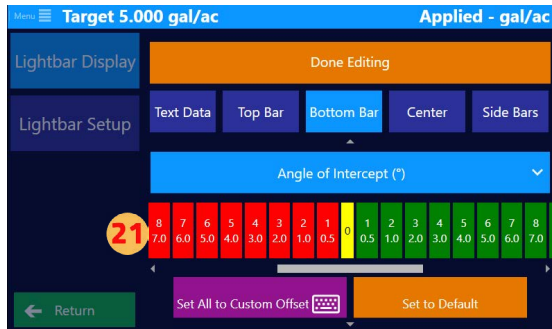 Menu Target 5.000 gal/ac Applied - gal/ac
Lightbar Display
Done Editing
Lightbar Setup
Text Data Top Bar Bottom Bar Center Side Bars
Angle of Intercept (°)
21
8 7 6 5 4 3 2 1 0 1 2 3 4 5 6 7 8
7.0 6.0 5.0 4.0 3.0 2.0 1.0 0.5 0.5 1.0 2.0 3.0 4.0 5.0 6.0 7.0
Return
Set All to Custom Offset
Set to Default